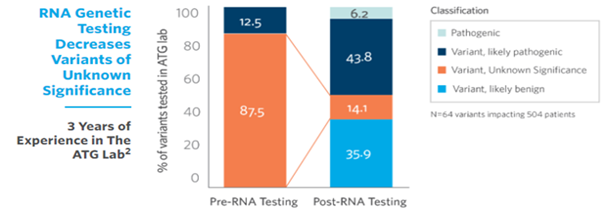 RNA Genetic
Testing
Decreases
Variants of
Unknown
Significance
3 Years of
Experience in The
ATG Lab2
% of variants tested in ATG lab
100
80
60
40
20
0
12.5
87.5
6.2
43.8
14.1
35.9
Pre-RNA Testing
Post-RNA Testing
Classification
Pathogenic
Variant, likely pathogenic
Variant, Unknown Significance
Variant, likely benign
N=64 variants impacting 504 patients